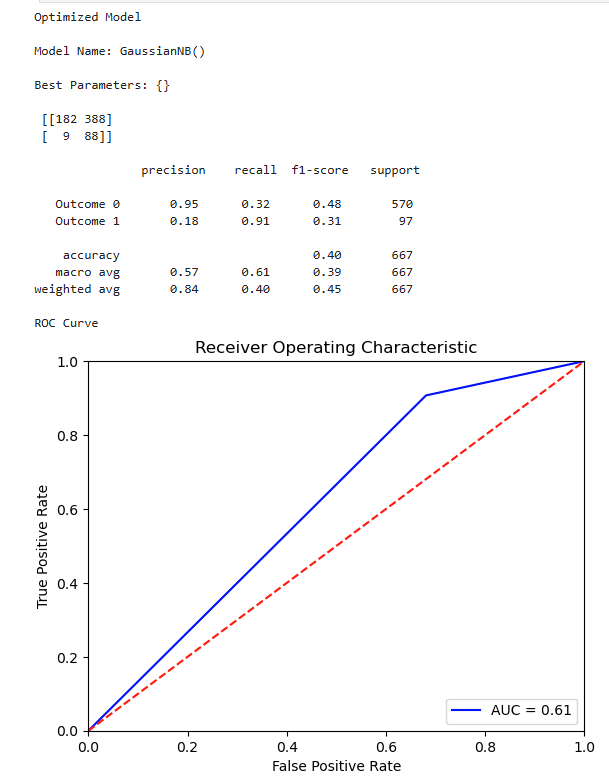 Optimized Model
Model Name: GaussianNB()
Best Parameters: {}
[[182 388]
[  9  88]]
precision recall f1-score support
Outcome 0 0.95 0.32 0.48 570
Outcome 1 0.18 0.91 0.31 97
accuracy 0.40 667
macro avg 0.57 0.61 0.39 667
weighted avg 0.84 0.40 0.45 667
ROC Curve
Receiver Operating Characteristic
1.0
0.8
0.6
0.4
0.2
0.0
True Positive Rate
AUC = 0.61
0.0 0.2 0.4 0.6 0.8 1.0
False Positive Rate